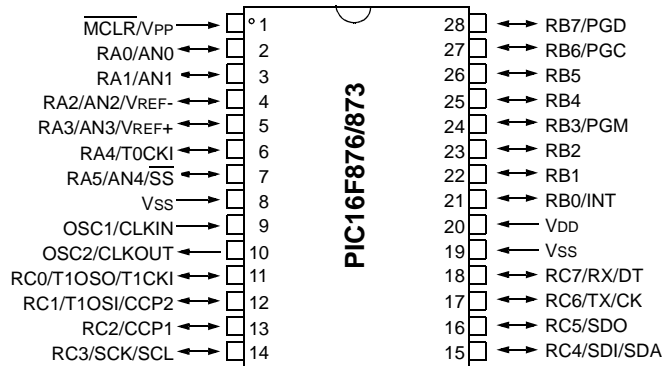 MCLR/VPP °1 28 RB7/PGD
RA0/AN0 2 27 RB6/PGC
RA1/AN1 3 26 RB5
RA2/AN2/VREF- 4 25 RB4
RA3/AN3/VREF+ 5 24 RB3/PGM
RA4/T0CKI 6 23 RB2
RA5/AN4/SS 7 22 RB1
VSS 8 21 RB0/INT
OSC1/CLKIN 9 20 VDD
OSC2/CLKOUT 10 19 VSS
RC0/T1OSO/T1CKI 11 18 RC7/RX/DT
RC1/T1OSI/CCP2 12 17 RC6/TX/CK
RC2/CCP1 13 16 RC5/SDO
RC3/SCK/SCL 14 15 RC4/SDI/SDA
PIC16F876/873